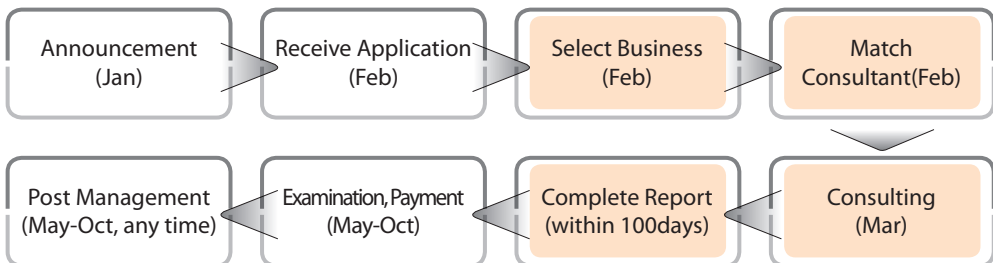 Announcement
(Jan)
Receive Application
(Feb)
Select Business
(Feb)
Match
Consultant(Feb)
Consulting
(Mar)
Complete Report
(within 100days)
Examination, Payment
(May-Oct)
Post Management
(May-Oct, any time)